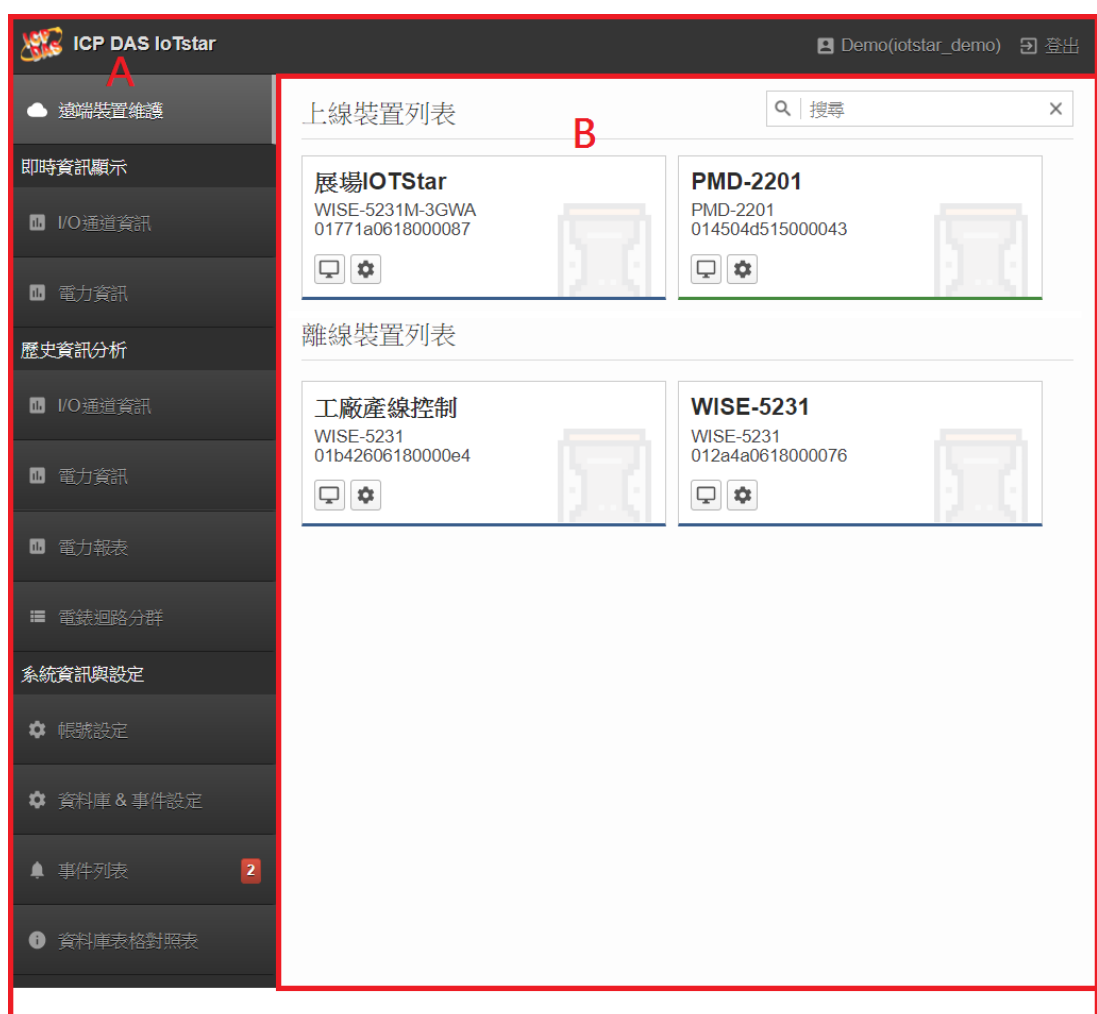 ICP DAS IoTstar
Demo(iotstar_demo) 登出
A
遠端裝置維護
即時資訊顯示
I/O通道資訊
電力資訊
歷史資訊分析
I/O通道資訊
電力資訊
電力報表
電錶迴路分群
系統資訊與設定
帳號設定
資料庫 & 事件設定
事件列表 2
資料庫表格對照表
上線裝置列表
搜尋
B
展場IOTStar
WISE-5231M-3GWA
01771a0618000087
PMD-2201
PMD-2201
014504d515000043
離線裝置列表
工廠產線控制
WISE-5231
01b42606180000e4
WISE-5231
WISE-5231
012a4a0618000076